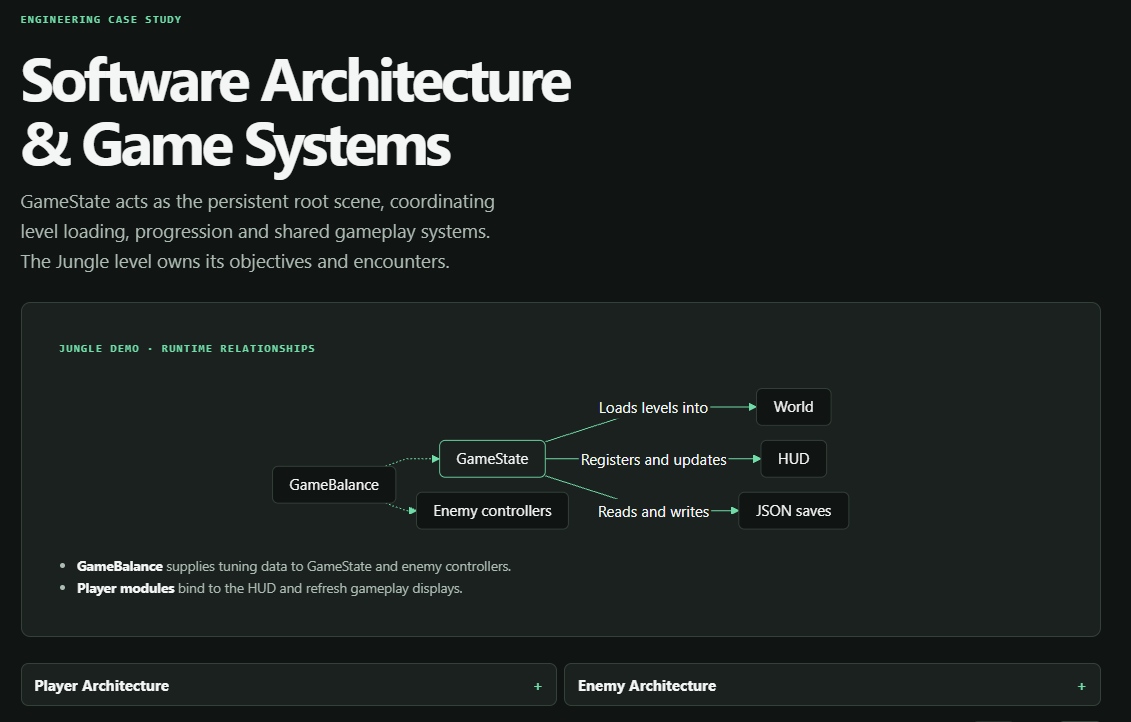 ENGINEERING CASE STUDY
Software Architecture
& Game Systems
GameState acts as the persistent root scene, coordinating
level loading, progression and shared gameplay systems.
The Jungle level owns its objectives and encounters.
JUNGLE DEMO · RUNTIME RELATIONSHIPS
Loads levels into
World
GameState
Registers and updates
HUD
GameBalance
Enemy controllers
Reads and writes
JSON saves
• GameBalance supplies tuning data to GameState and enemy controllers.
• Player modules bind to the HUD and refresh gameplay displays.
Player Architecture +
Enemy Architecture +